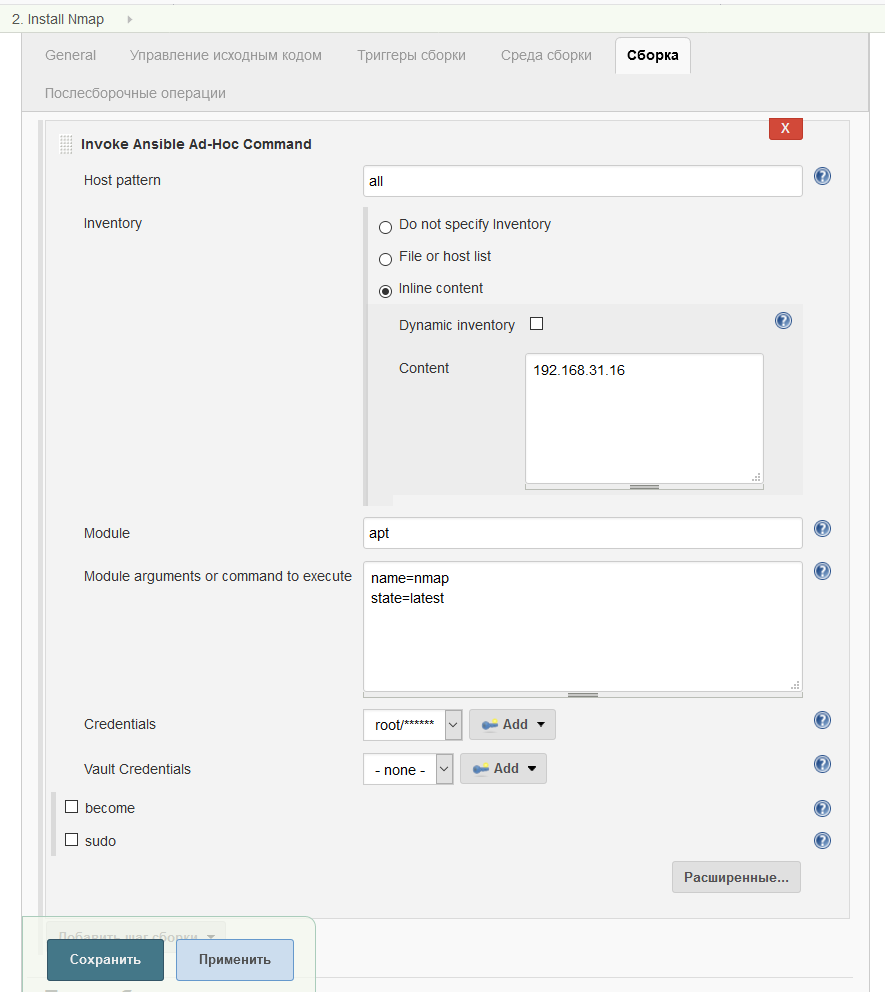 2. Install Nmap
General Управление исходным кодом Триггеры сборки Среда сборки Сборка
Послесборочные операции
X
Invoke Ansible Ad-Hoc Command
Host pattern all
Inventory
Do not specify Inventory
File or host list
Inline content
Dynamic inventory
Content 192.168.31.16
Module apt
Module arguments or command to execute name=nmap
state=latest
Credentials root/****** Add
Vault Credentials - none - Add
become
sudo
Расширенные...
Добавить шаг сборки
Сохранить Применить